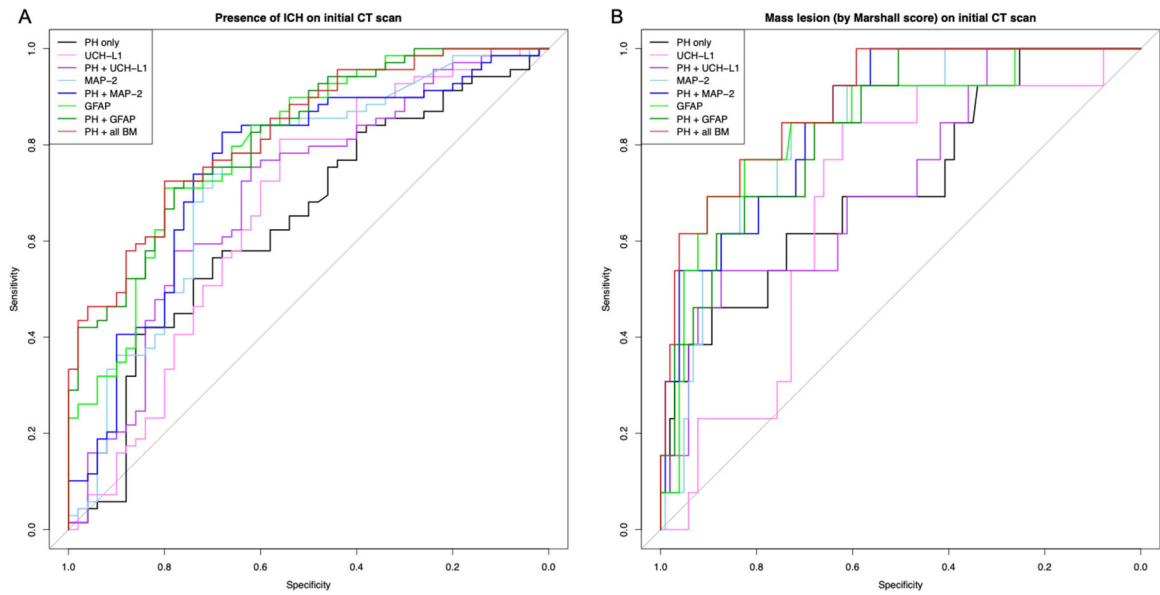 A
Presence of ICH on initial CT scan
PH only
UCH-L1
PH + UCH-L1
MAP-2
PH + MAP-2
GFAP
PH + GFAP
PH + all BM
Sensitivity
1.0
0.8
0.6
0.4
0.2
0.0
1.0 0.8 0.6 0.4 0.2 0.0
Specificity
B
Mass lesion (by Marshall score) on initial CT scan
PH only
UCH-L1
PH + UCH-L1
MAP-2
PH + MAP-2
GFAP
PH + GFAP
PH + all BM
Sensitivity
1.0
0.8
0.6
0.4
0.2
0.0
1.0 0.8 0.6 0.4 0.2 0.0
Specificity